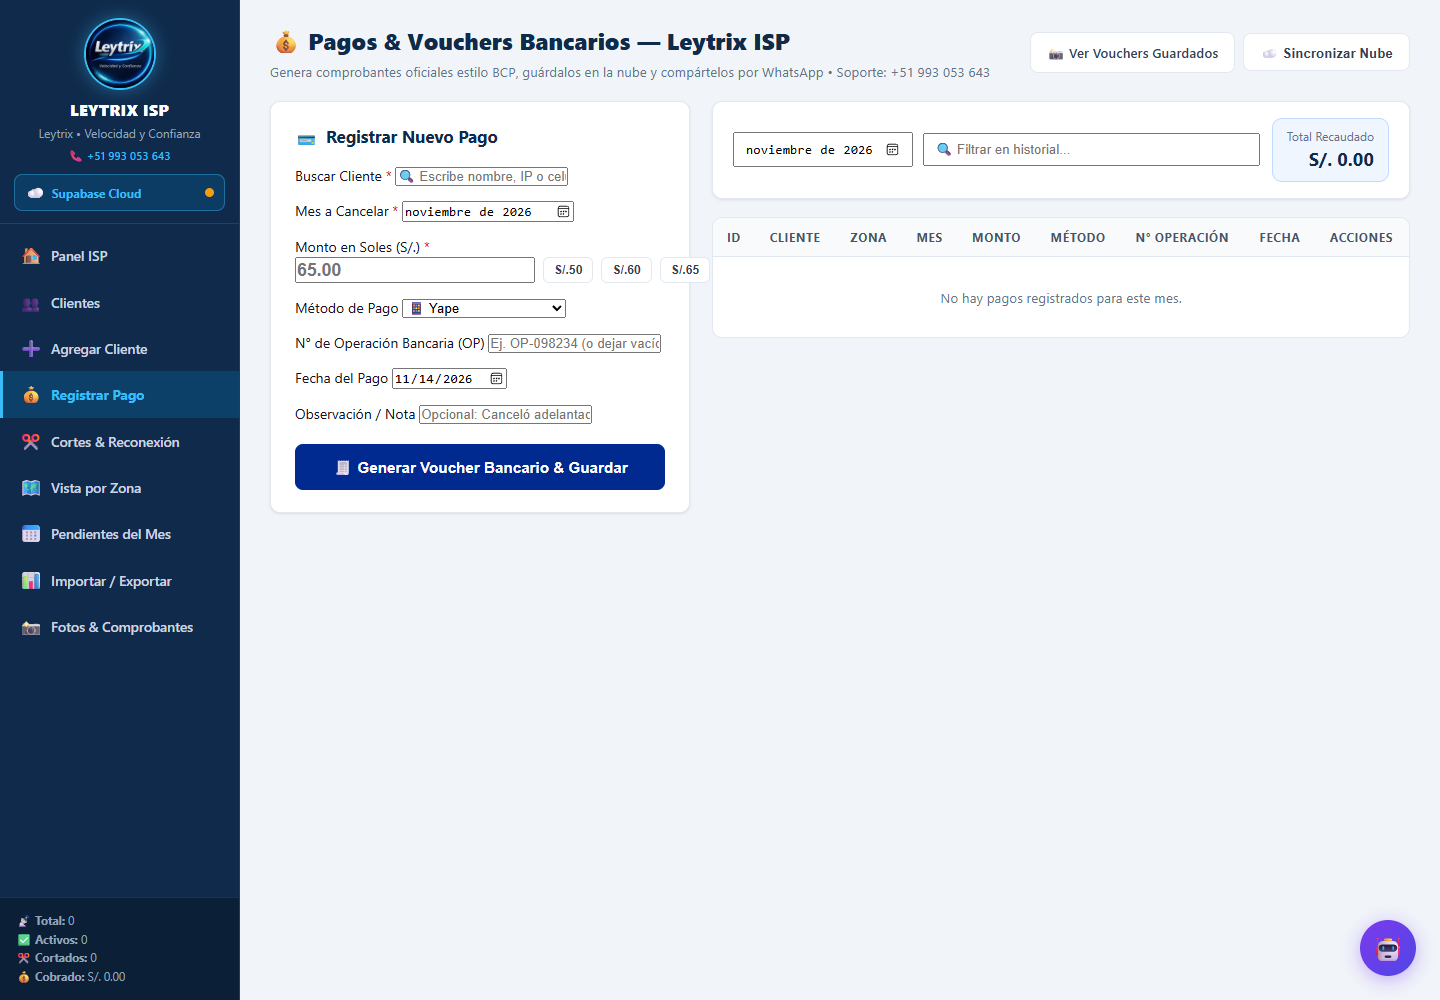 Leytrix
Velocidad y Confianza
LEYTRIX ISP
Leytrix • Velocidad y Confianza
📞 +51 993 053 643
☁️ Supabase Cloud
🏠 Panel ISP
👥 Clientes
➕ Agregar Cliente
💰 Registrar Pago
✂️ Cortes & Reconexión
🗺️ Vista por Zona
📅 Pendientes del Mes
📊 Importar / Exportar
📷 Fotos & Comprobantes
📡 Total: 0
✅ Activos: 0
✂️ Cortados: 0
💰 Cobrado: S/. 0.00
💰 Pagos & Vouchers Bancarios — Leytrix ISP
Genera comprobantes oficiales estilo BCP, guárdalos en la nube y compártelos por WhatsApp • Soporte: +51 993 053 643
📷 Ver Vouchers Guardados
☁️ Sincronizar Nube
💳 Registrar Nuevo Pago
Buscar Cliente * 🔍 Escribe nombre, IP o cel
Mes a Cancelar * noviembre de 2026
Monto en Soles (S/.) *
65.00 S/.50 S/.60 S/.65
Método de Pago 📱 Yape
N° de Operación Bancaria (OP) Ej. OP-098234 (o dejar vací
Fecha del Pago 11/14/2026
Observación / Nota Opcional: Canceló adelantad
🧾 Generar Voucher Bancario & Guardar
noviembre de 2026
🔍 Filtrar en historial...
Total Recaudado
S/. 0.00
ID CLIENTE ZONA MES MONTO MÉTODO N° OPERACIÓN FECHA ACCIONES
No hay pagos registrados para este mes.